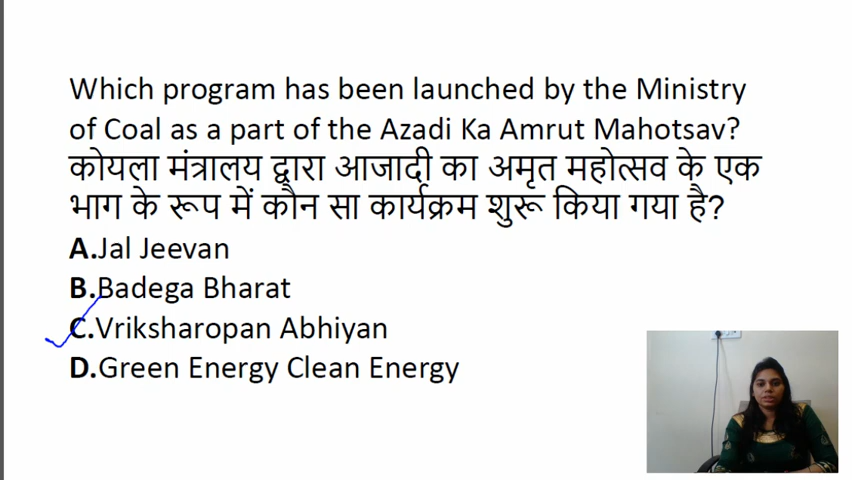 Which program has been launched by the Ministry
of Coal as a part of the Azadi Ka Amrut Mahotsav?
कोयला मंत्रालय द्वारा आजादी का अमृत महोत्सव के एक
भाग के रूप में कौन सा कार्यक्रम शुरू किया गया है?
A.Jal Jeevan
B.Badega Bharat
C.Vriksharopan Abhiyan
D.Green Energy Clean Energy